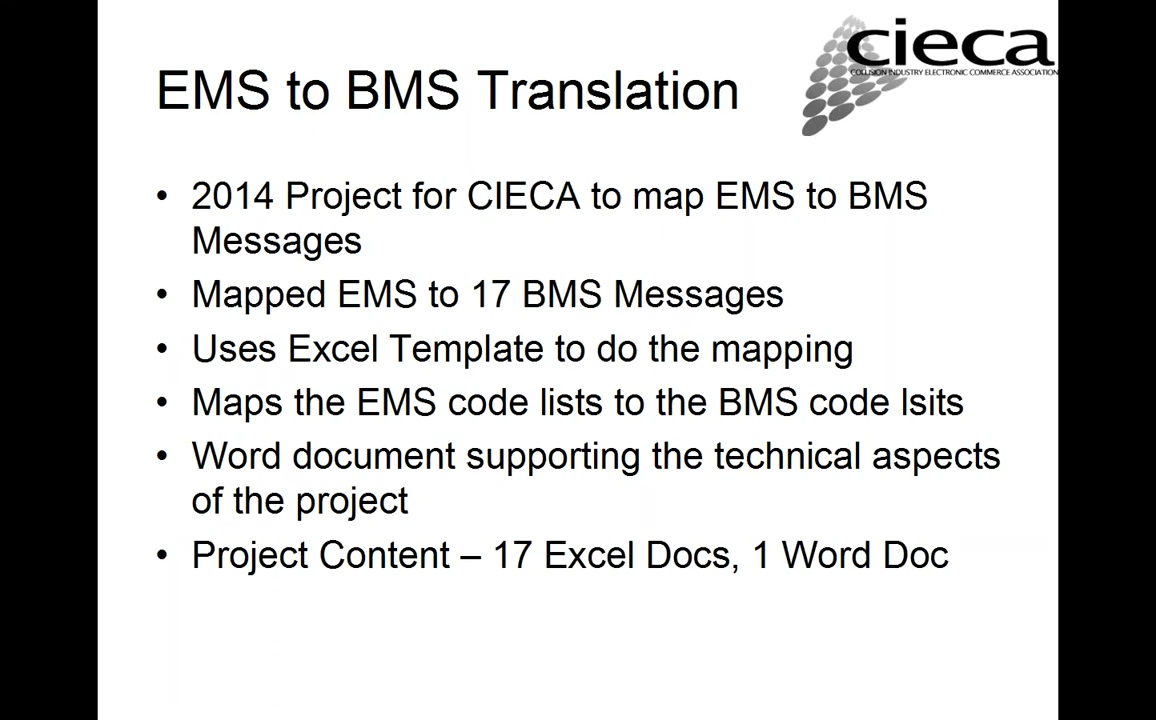 cieca
COLLISION INDUSTRY ELECTRONIC COMMERCE ASSOCIATION
EMS to BMS Translation
• 2014 Project for CIECA to map EMS to BMS
Messages
• Mapped EMS to 17 BMS Messages
• Uses Excel Template to do the mapping
• Maps the EMS code lists to the BMS code lsits
• Word document supporting the technical aspects
of the project
• Project Content – 17 Excel Docs, 1 Word Doc